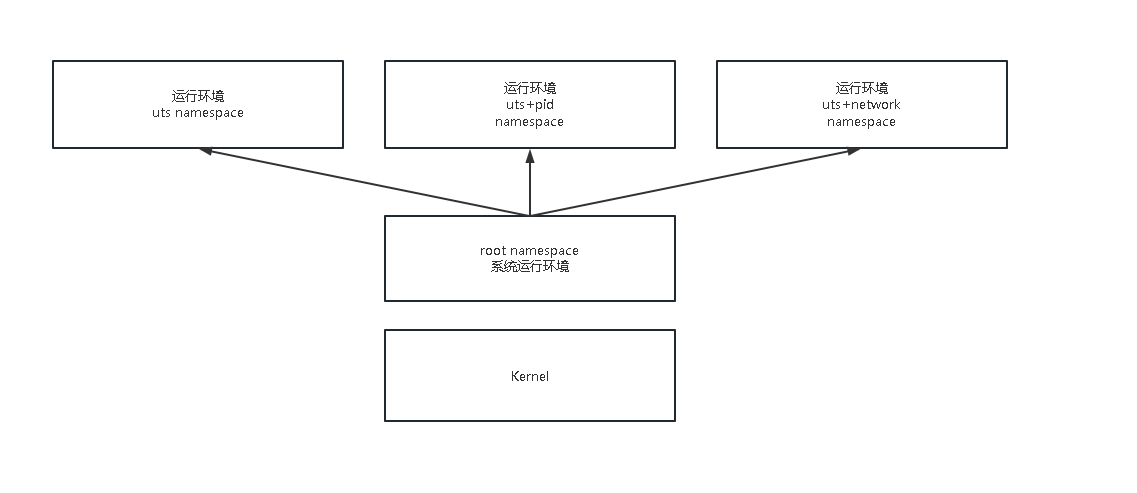 运行环境
uts namespace
运行环境
uts+pid
namespace
运行环境
uts+network
namespace
root namespace
系统运行环境
Kernel